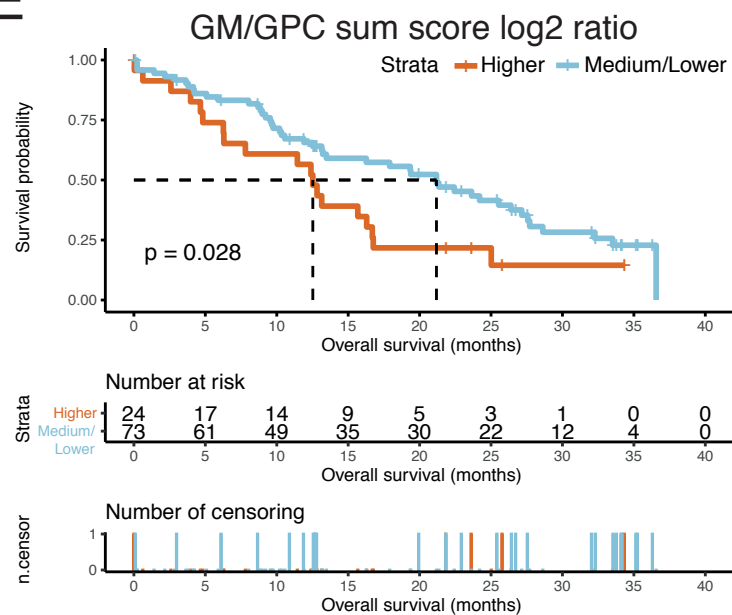 E
GM/GPC sum score log2 ratio
Strata Higher Medium/Lower
Survival probability
1.00
0.75
0.50
0.25
0.00
p = 0.028
0 5 10 15 20 25 30 35 40
Overall survival (months)
Number at risk
Strata
Higher 24 17 14 9 5 3 1 0 0
Medium/ 73 61 49 35 30 22 12 4 0
Lower
0 5 10 15 20 25 30 35 40
Overall survival (months)
Number of censoring
n.censor
1
0
0 5 10 15 20 25 30 35 40
Overall survival (months)